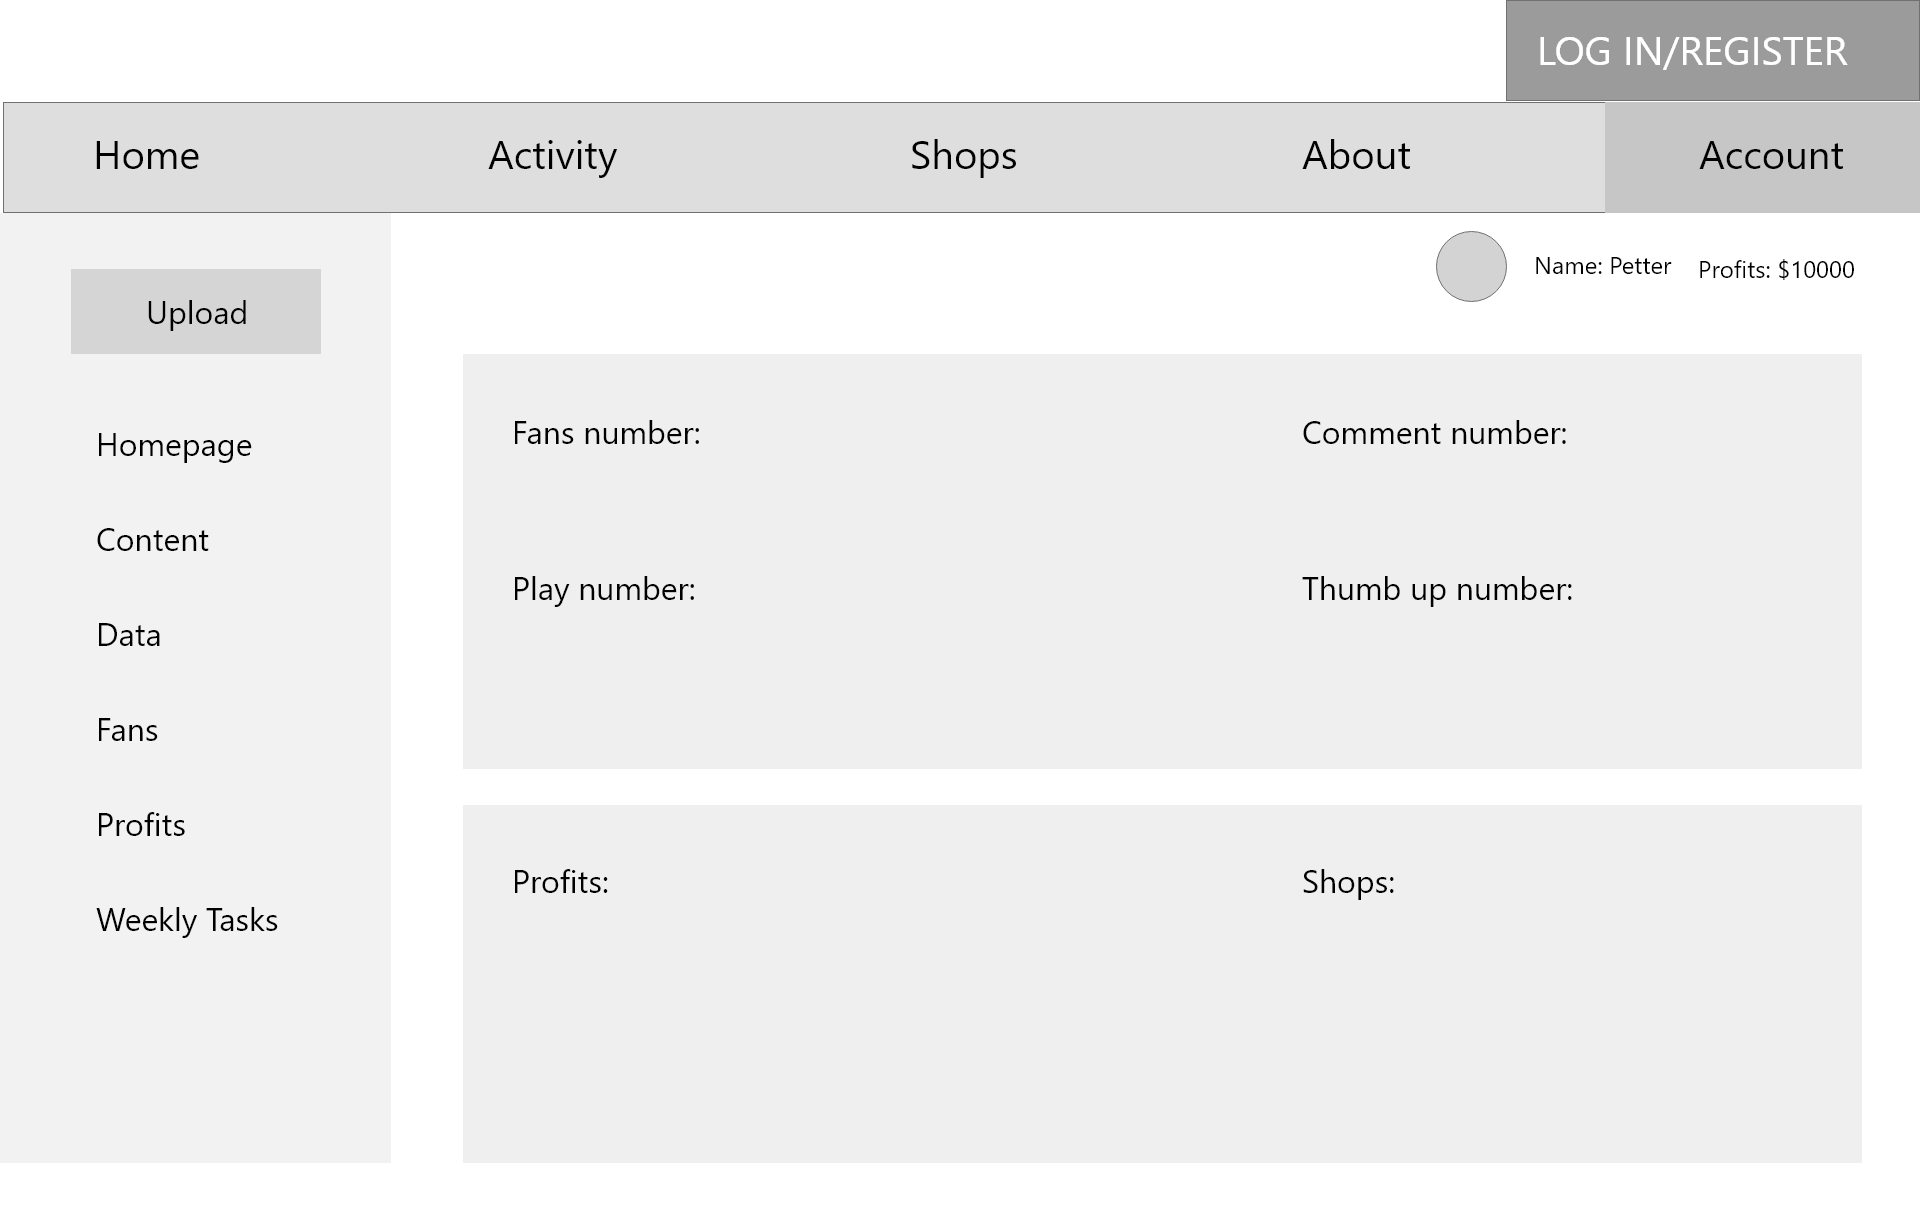 LOG IN/REGISTER
Home Activity Shops About Account
Name: Petter Profits: $10000
Upload
Homepage
Content
Data
Fans
Profits
Weekly Tasks
Fans number: Comment number:
Play number: Thumb up number:
Profits: Shops: